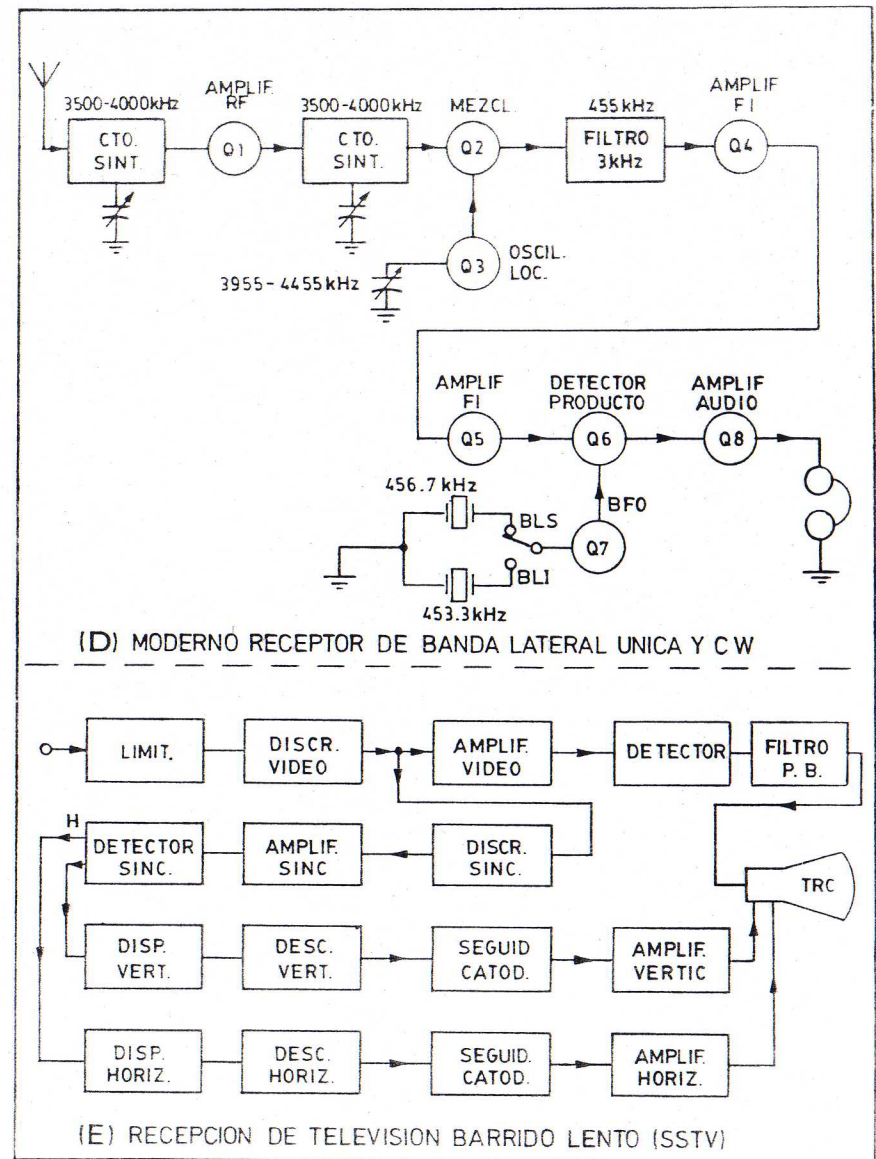 AMPLIF.
RF
3500-4000kHz
3500-4000kHz
MEZCL.
455kHz
AMPLIF
F I
CTO.
SINT.
Q1
CTO.
SINT.
Q2
FILTRO
3kHz
Q4
Q3
OSCIL.
LOC.
3955-4455kHz
AMPLIF
FI
DETECTOR
PRODUCTO
AMPLIF
AUDIO
Q5
Q6
Q8
456.7 kHz
BLS
BFO
Q7
BLI
453.3kHz
(D) MODERNO RECEPTOR DE BANDA LATERAL UNICA Y CW
LIMIT.
DISCR.
VIDEO
AMPLIF.
VIDEO
DETECTOR
FILTRO
P. B.
H
DETECTOR
SINC.
AMPLIF.
SINC
DISCR.
SINC.
TRC
DISP.
VERT.
DESC.
VERT.
SEGUID
CATOD.
AMPLIF.
VERTIC
DISP.
HORIZ.
DESC.
HORIZ.
SEGUID.
CATOD.
AMPLIF.
HORIZ.
(E) RECEPCION DE TELEVISION BARRIDO LENTO (SSTV)